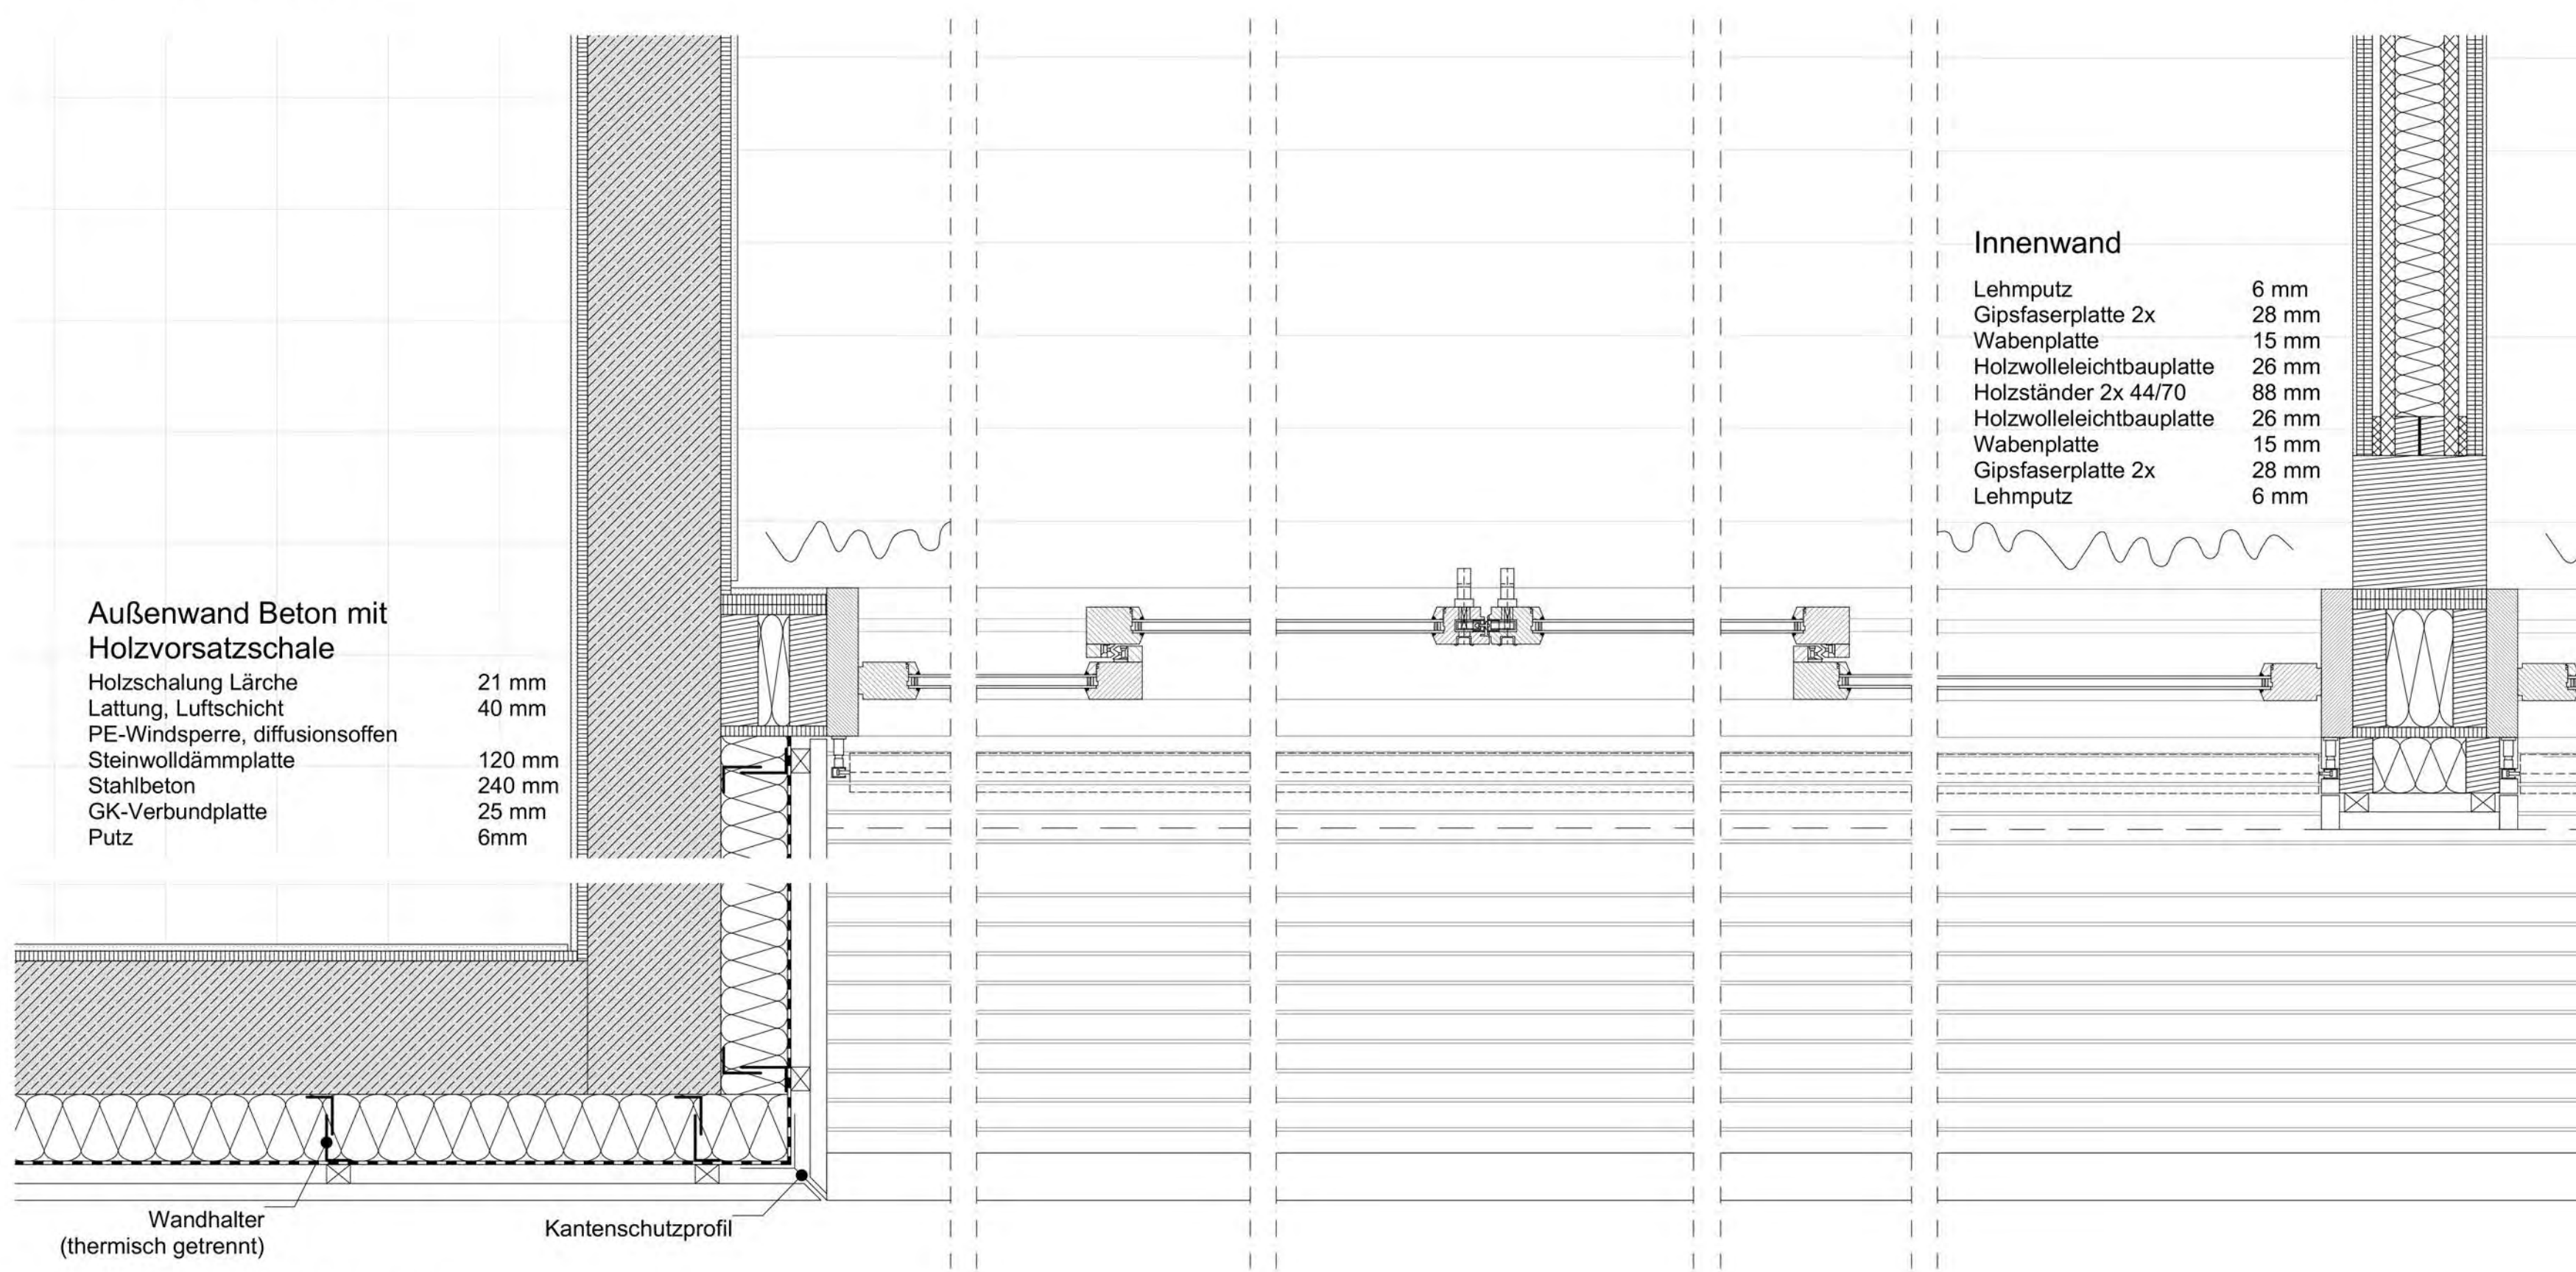 Außenwand Beton mit
Holzvorsatzschale
Holzschalung Lärche 21 mm
Lattung, Luftschicht 40 mm
PE-Windsperre, diffusionsoffen
Steinwolldämmplatte 120 mm
Stahlbeton 240 mm
GK-Verbundplatte 25 mm
Putz 6mm
Wandhalter
(thermisch getrennt)
Kantenschutzprofil
Innenwand
Lehmputz 6 mm
Gipsfaserplatte 2x 28 mm
Wabenplatte 15 mm
Holzwolleleichtbauplatte 26 mm
Holzständer 2x 44/70 88 mm
Holzwolleleichtbauplatte 26 mm
Wabenplatte 15 mm
Gipsfaserplatte 2x 28 mm
Lehmputz 6 mm